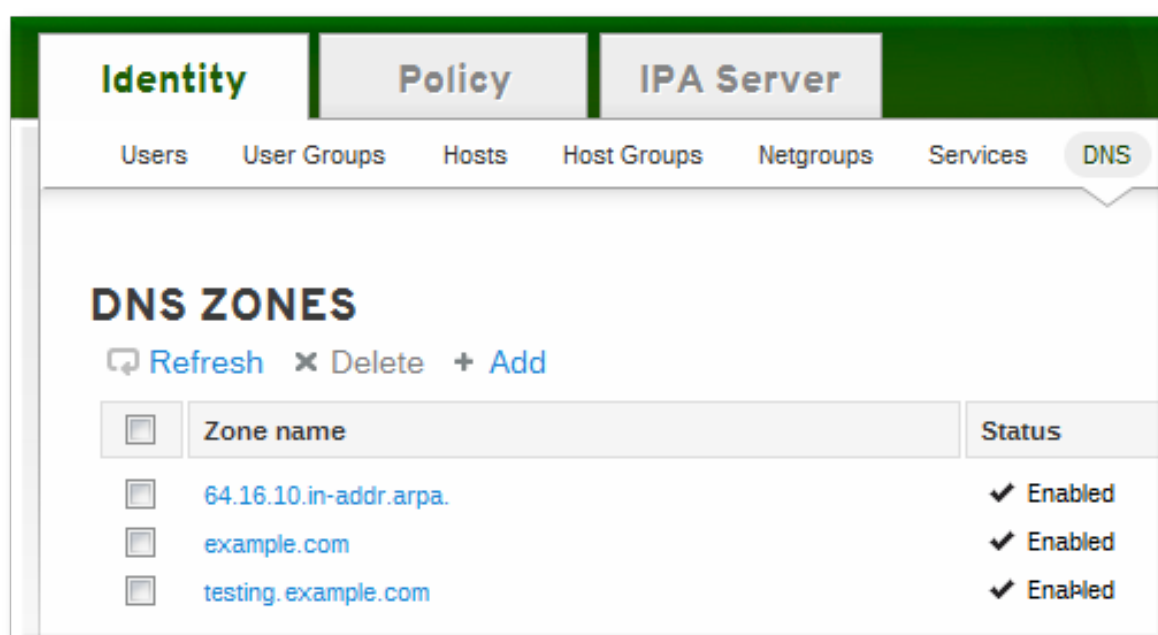 Identity Policy IPA Server
Users User Groups Hosts Host Groups Netgroups Services DNS
DNS ZONES
Refresh Delete + Add
Zone name Status
64.16.10.in-addr.arpa. Enabled
example.com Enabled
testing.example.com Enabled